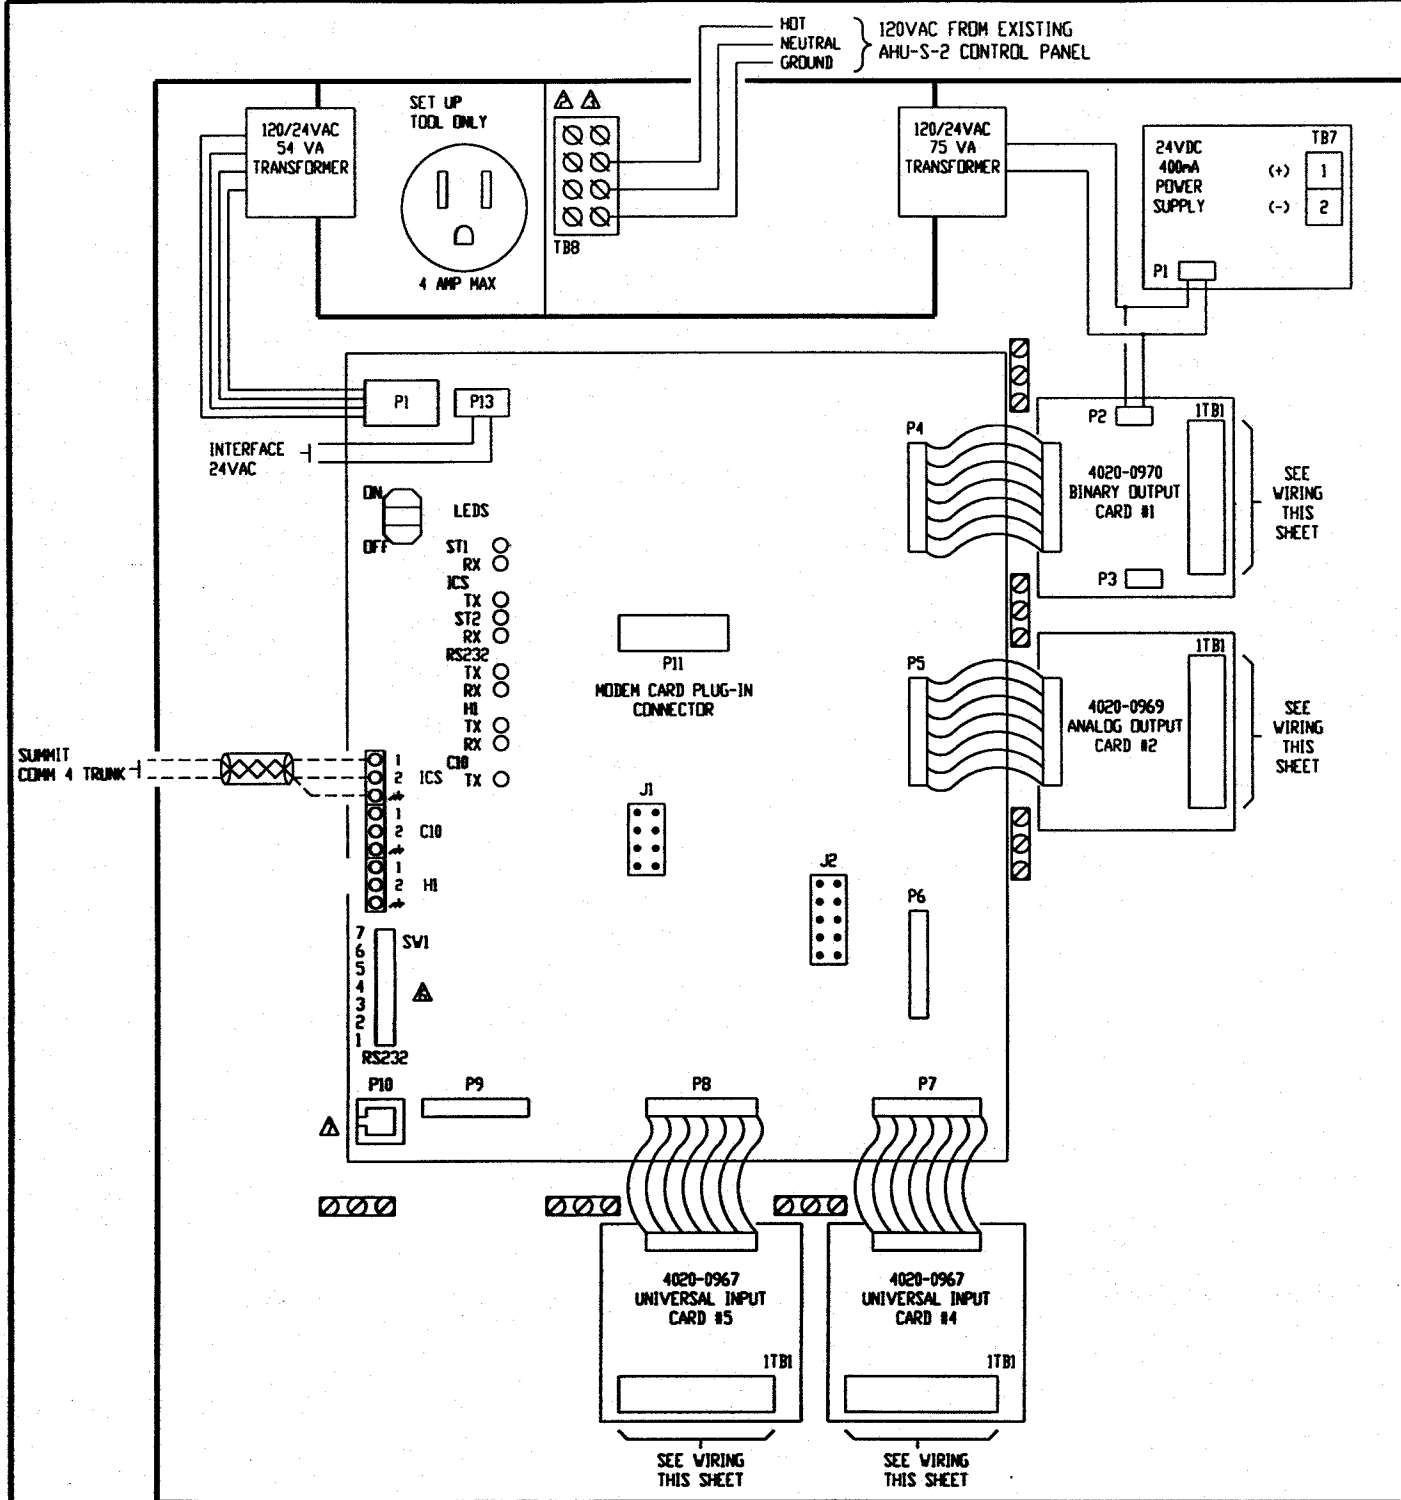 HOT
NEUTRAL
GROUND
120VAC FROM EXISTING
AHU-S-2 CONTROL PANEL
120/24VAC
54 VA
TRANSFORMER
SET UP
TOOL ONLY
4 AMP MAX
TB8
120/24VAC
75 VA
TRANSFORMER
24VDC
400mA
POWER
SUPPLY
TB7
(+) 1
(-) 2
P1
P1
P13
INTERFACE
24VAC
ON
OFF
LEDS
ST1
RX
ICS
TX
ST2
RX
RS232
TX
RX
H1
TX
RX
C10
TX
P11
MODEM CARD PLUG-IN
CONNECTOR
P4
P2
1TB1
4020-0970
BINARY OUTPUT
CARD #1
P3
SEE
WIRING
THIS
SHEET
P5
1TB1
4020-0969
ANALOG OUTPUT
CARD #2
SEE
WIRING
THIS
SHEET
SUMMIT
COMM 4 TRUNK
1
2 ICS
1
2 C10
1
2 H1
J1
J2
P6
7
6
5
4
3
2
1
SW1
RS232
P10
P9
P8
P7
4020-0967
UNIVERSAL INPUT
CARD #5
1TB1
SEE WIRING
THIS SHEET
4020-0967
UNIVERSAL INPUT
CARD #4
1TB1
SEE WIRING
THIS SHEET